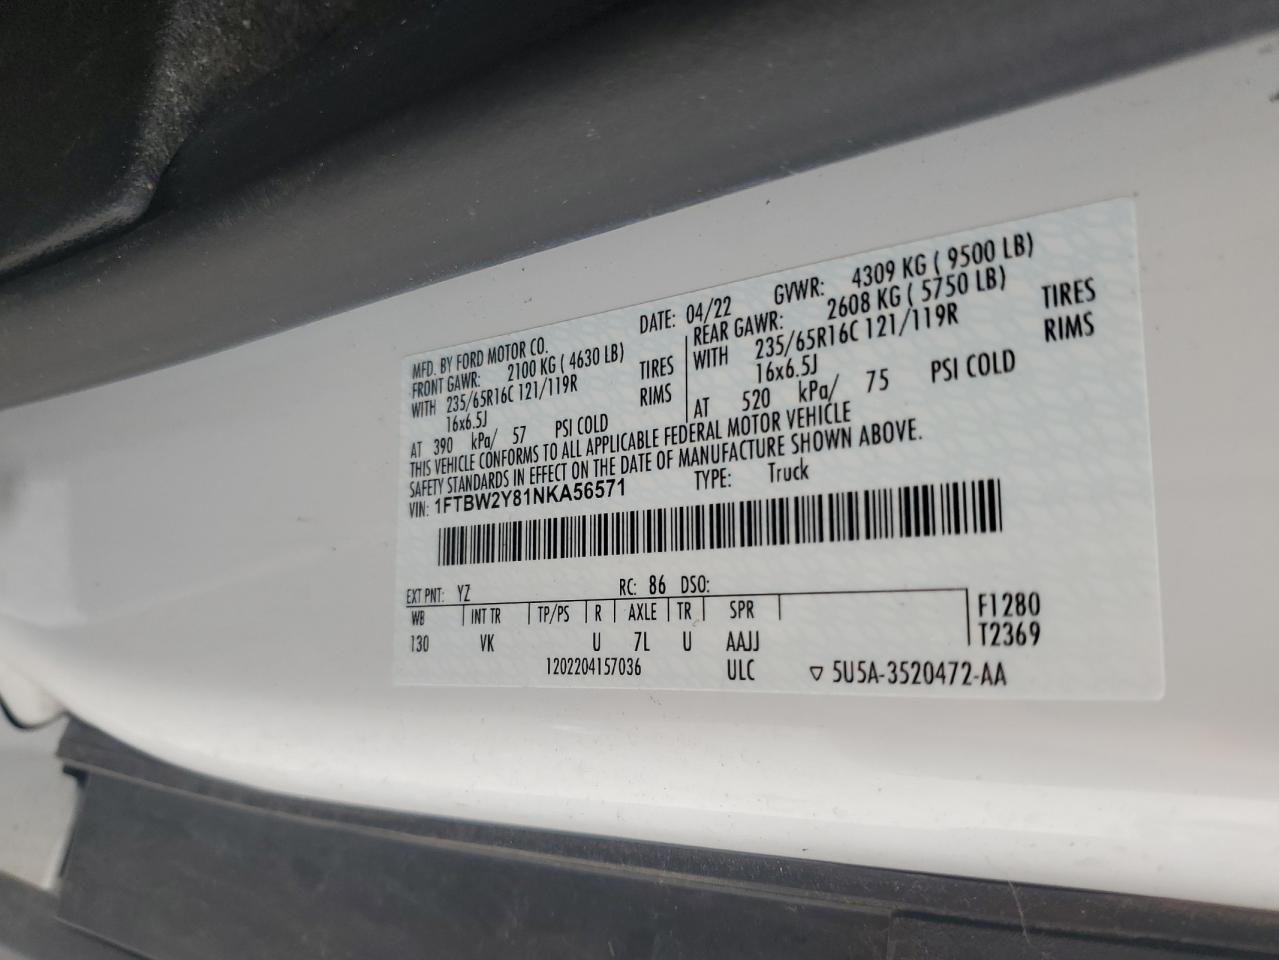 MFD. BY FORD MOTOR CO. DATE: 04/22 GVWR: 4309 KG ( 9500 LB)
FRONT GAWR: 2100 KG ( 4630 LB) REAR GAWR: 2608 KG ( 5750 LB)
WITH 235/65R16C 121/119R TIRES WITH 235/65R16C 121/119R TIRES
16x6.5J RIMS 16x6.5J RIMS
AT 390 kPa/ 57 PSI COLD AT 520 kPa/ 75 PSI COLD
THIS VEHICLE CONFORMS TO ALL APPLICABLE FEDERAL MOTOR VEHICLE
SAFETY STANDARDS IN EFFECT ON THE DATE OF MANUFACTURE SHOWN ABOVE.
VIN: 1FTBW2Y81NKA56571 TYPE: Truck
EXT PNT: YZ RC: 86 DSO:
WB INT TR TP/PS R AXLE TR SPR F1280
130 VK U 7L U AAJJ T2369
1202204157036 ULC ▽ 5U5A-3520472-AA